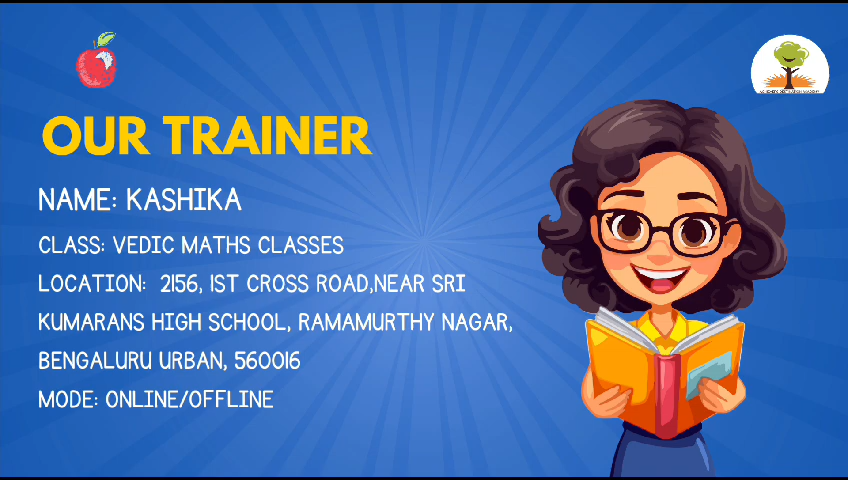 OUR TRAINER
NAME: KASHIKA
CLASS: VEDIC MATHS CLASSES
LOCATION: 2156, IST CROSS ROAD,NEAR SRI
KUMARANS HIGH SCHOOL, RAMAMURTHY NAGAR,
BENGALURU URBAN, 560016
MODE: ONLINE/OFFLINE